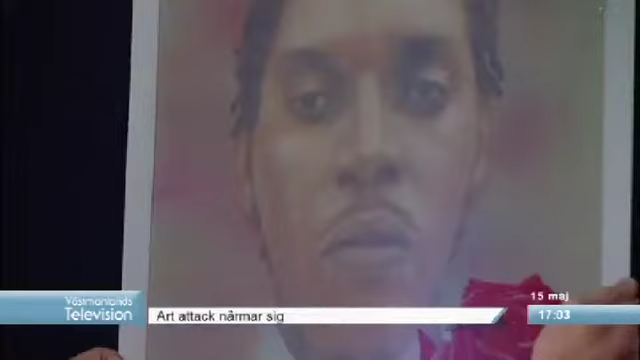 Västmanlands
Television
Art attack närmar sig
15 maj
17:03